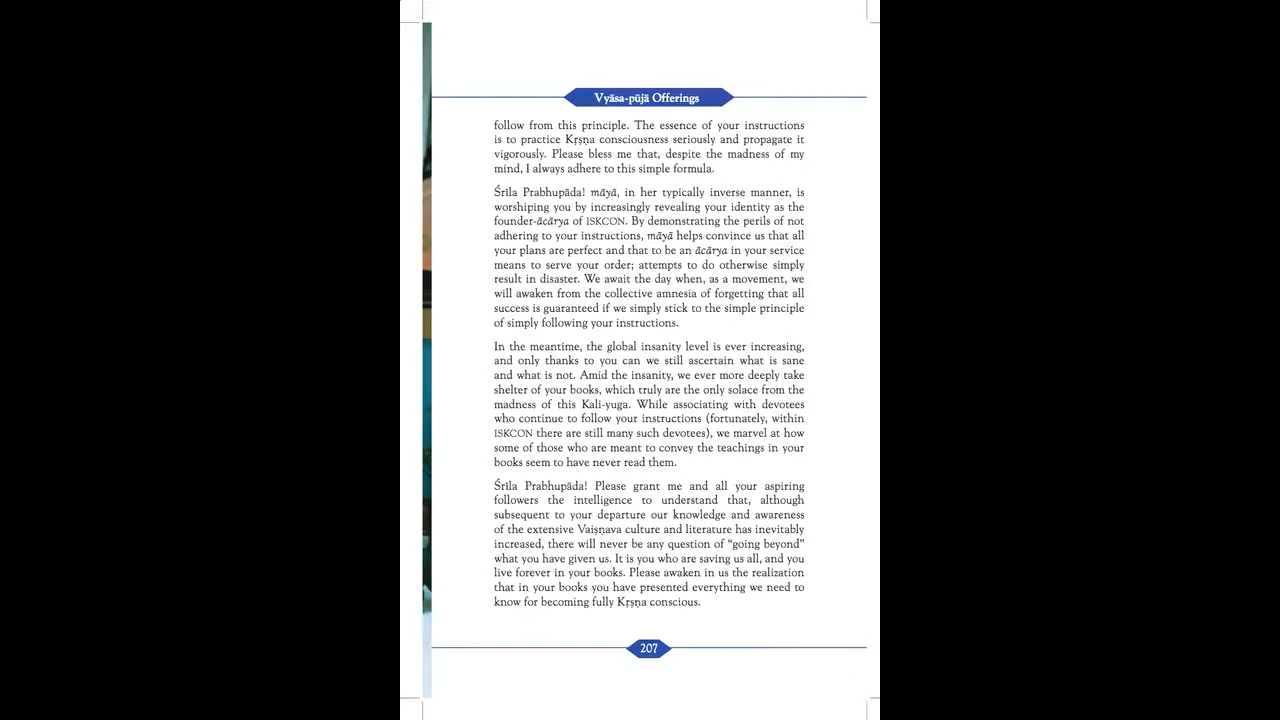 Vyāsa-pūjā Offerings
follow from this principle. The essence of your instructions
is to practice Kṛṣṇa consciousness seriously and propagate it
vigorously. Please bless me that, despite the madness of my
mind, I always adhere to this simple formula.
Śrīla Prabhupāda! māyā, in her typically inverse manner, is
worshiping you by increasingly revealing your identity as the
founder-ācārya of ISKCON. By demonstrating the perils of not
adhering to your instructions, māyā helps convince us that all
your plans are perfect and that to be an ācārya in your service
means to serve your order; attempts to do otherwise simply
result in disaster. We await the day when, as a movement, we
will awaken from the collective amnesia of forgetting that all
success is guaranteed if we simply stick to the simple principle
of simply following your instructions.
In the meantime, the global insanity level is ever increasing,
and only thanks to you can we still ascertain what is sane
and what is not. Amid the insanity, we ever more deeply take
shelter of your books, which truly are the only solace from the
madness of this Kali-yuga. While associating with devotees
who continue to follow your instructions (fortunately, within
ISKCON there are still many such devotees), we marvel at how
some of those who are meant to convey the teachings in your
books seem to have never read them.
Śrīla Prabhupāda! Please grant me and all your aspiring
followers the intelligence to understand that, although
subsequent to your departure our knowledge and awareness
of the extensive Vaiṣṇava culture and literature has inevitably
increased, there will never be any question of “going beyond”
what you have given us. It is you who are saving us all, and you
live forever in your books. Please awaken in us the realization
that in your books you have presented everything we need to
know for becoming fully Kṛṣṇa conscious.
207